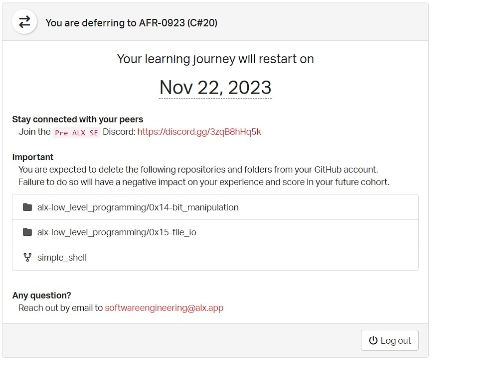 You are deferring to AFR-0923 (C#20)
Your learning journey will restart on
Nov 22, 2023
Stay connected with your peers
Join the Pre-ALX SE Discord: https://discord.gg/3zqB8hHq5k
Important
You are expected to delete the following repositories and folders from your GitHub account.
Failure to do so will have a negative impact on your experience and score in your future cohort.
alx-low_level_programming/0x14-bit_manipulation
alx-low_level_programming/0x15-file_io
simple_shell
Any question?
Reach out by email to softwareengineering@alx.app
Log out